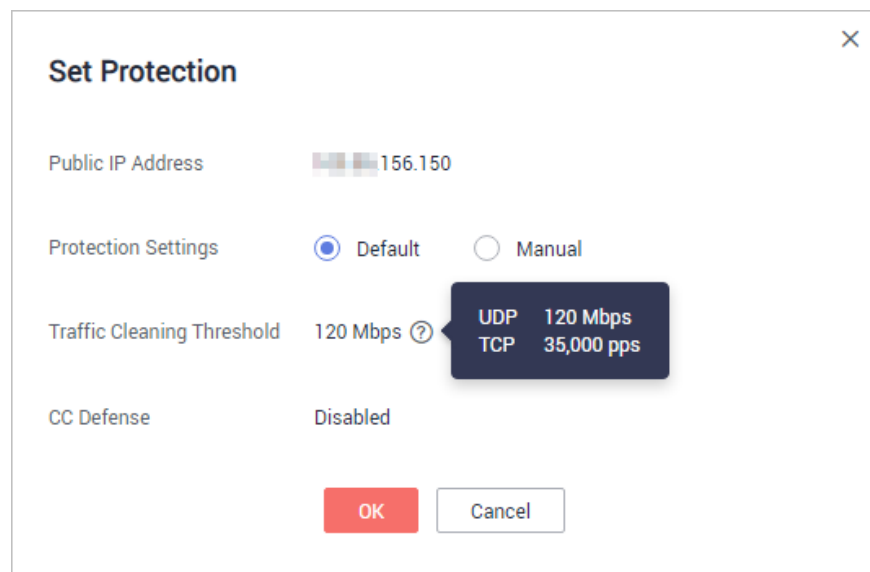 Set Protection
Public IP Address .156.150
Protection Settings Default Manual
Traffic Cleaning Threshold 120 Mbps ? UDP 120 Mbps
TCP 35,000 pps
CC Defense Disabled
OK Cancel